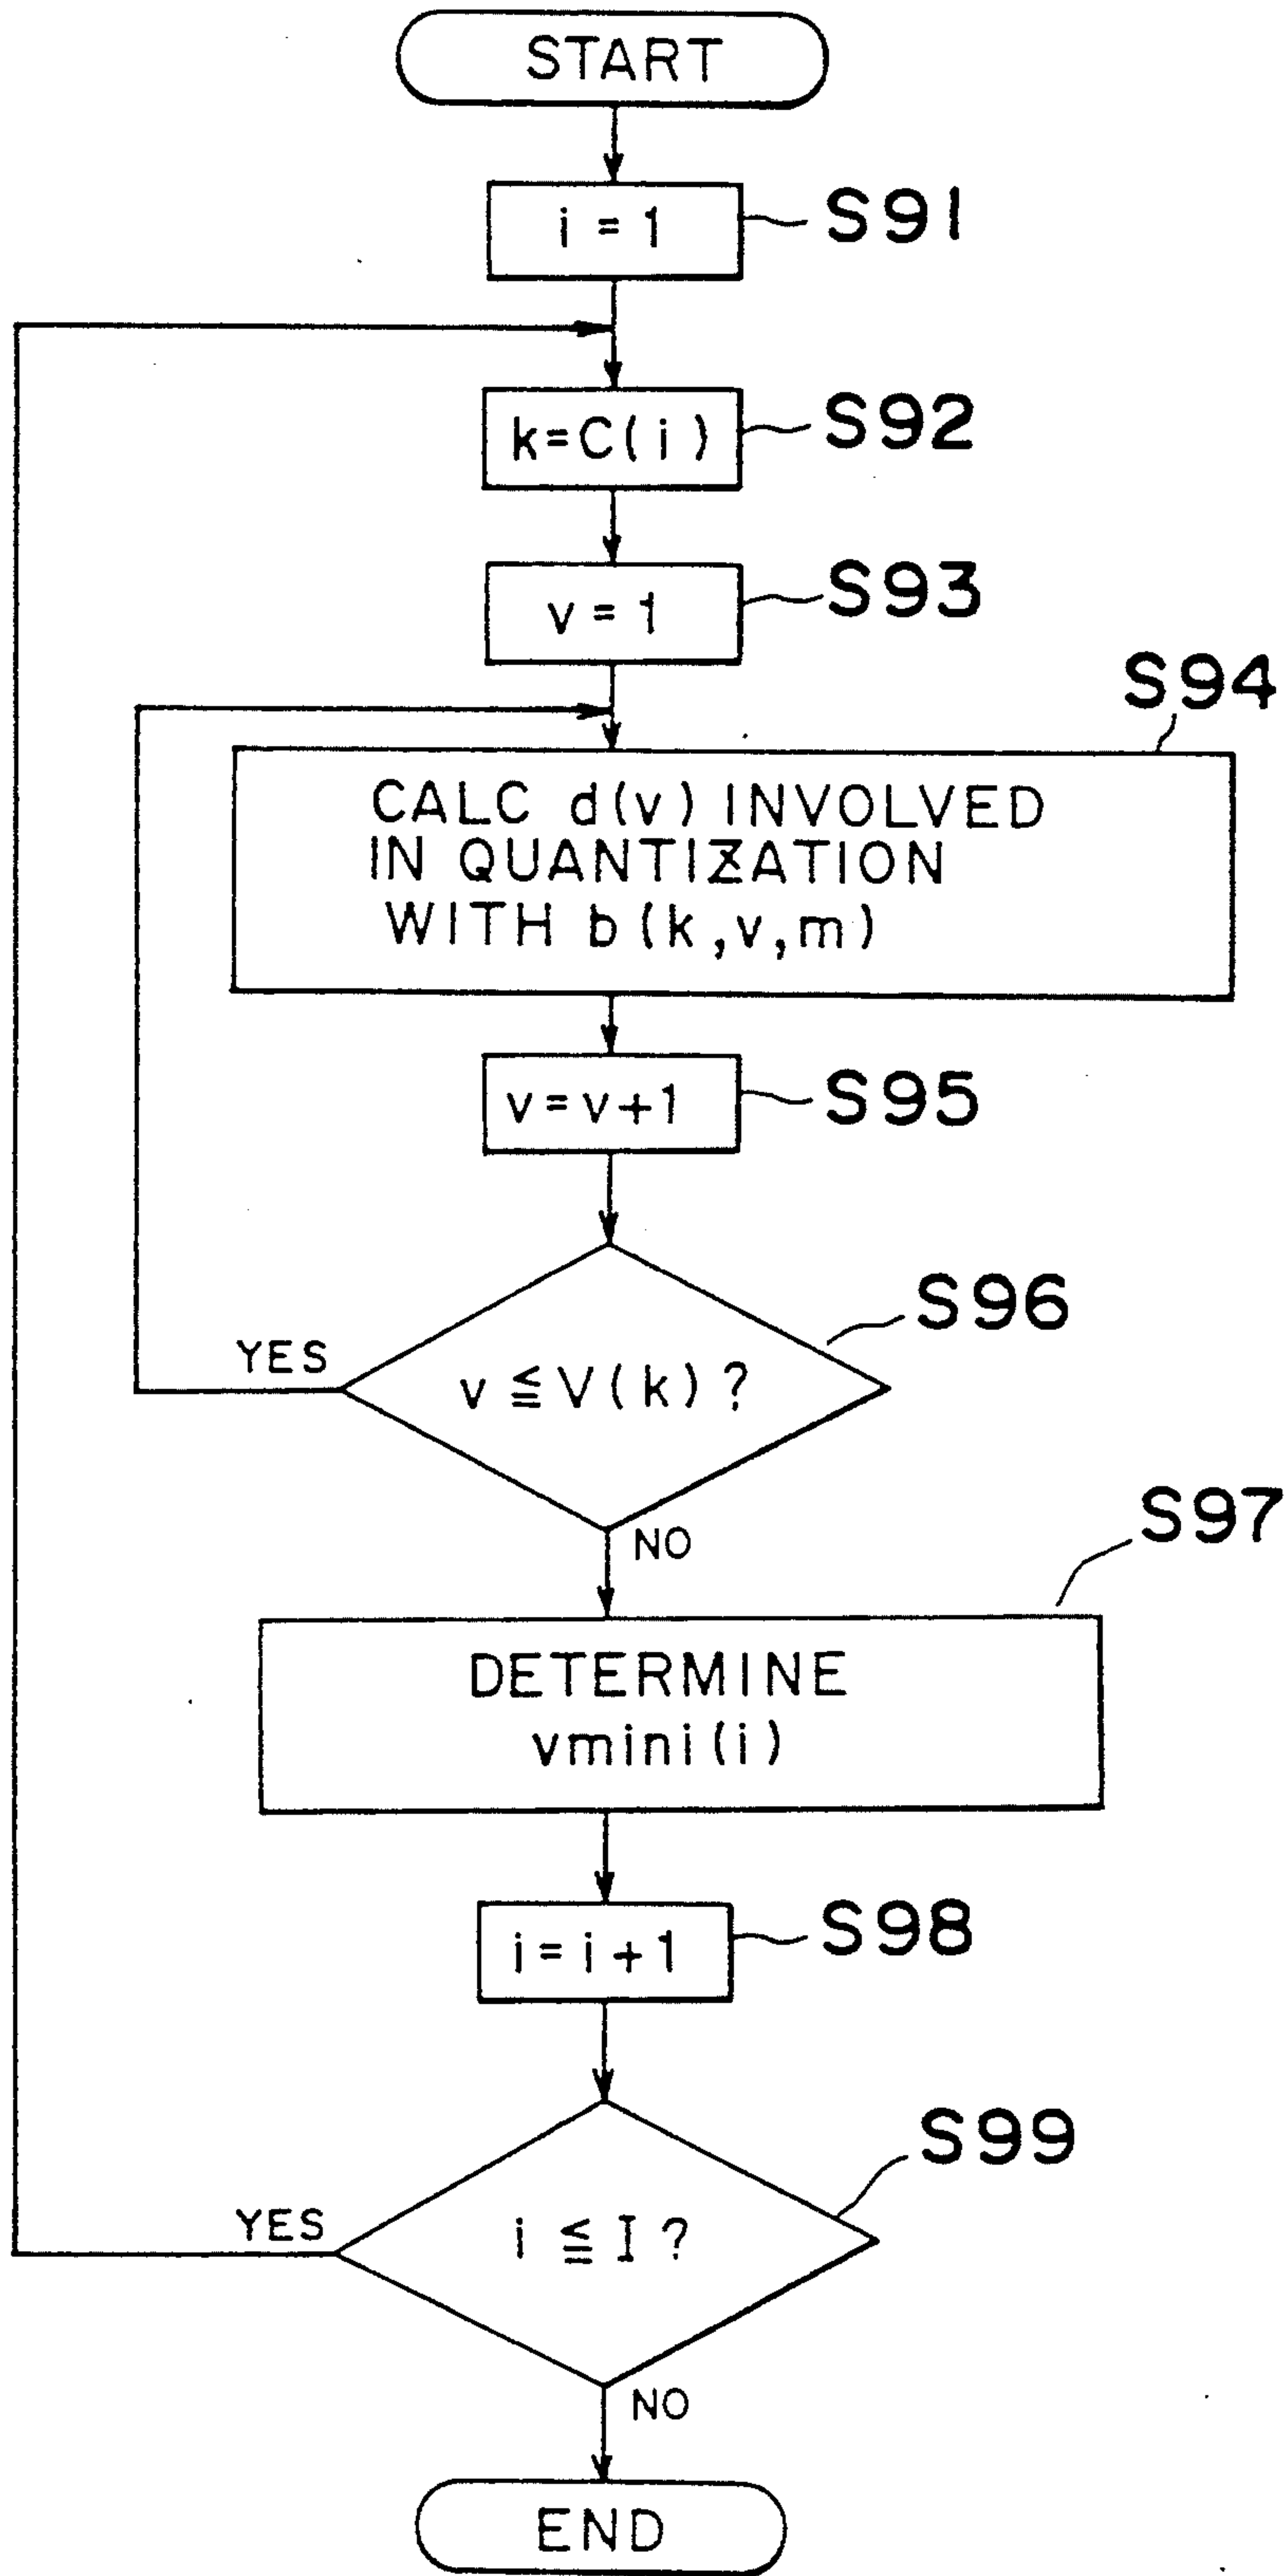 START
i = 1
S91
k=C(i)
S92
v = 1
S93
S94
CALC d(v) INVOLVED
IN QUANTIZATION
WITH b(k,v,m)
v=v+1
S95
S96
YES
v ≦ V(k) ?
NO
S97
DETERMINE
vmini(i)
i=i+1
S98
S99
YES
i ≦ I ?
NO
END